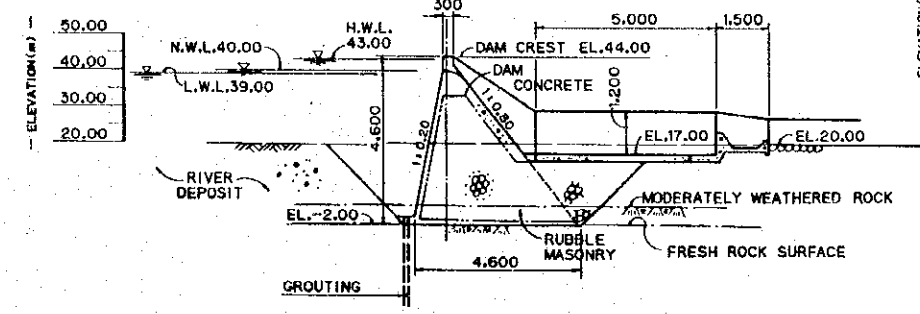 300
50.00
40.00
30.00
20.00
— ELEVATION(m) —
N.W.L.40.00
H.W.L.
43.00
L.W.L.39.00
DAM CREST EL.44.00
DAM
CONCRETE
5.000
1,500
1.200
4.600
1:0.20
1:0.80
EL.17.00
EL.20.00
RIVER
DEPOSIT
EL.-2.00
MODERATELY WEATHERED ROCK
RUBBLE
MASONRY
FRESH ROCK SURFACE
4.600
GROUTING